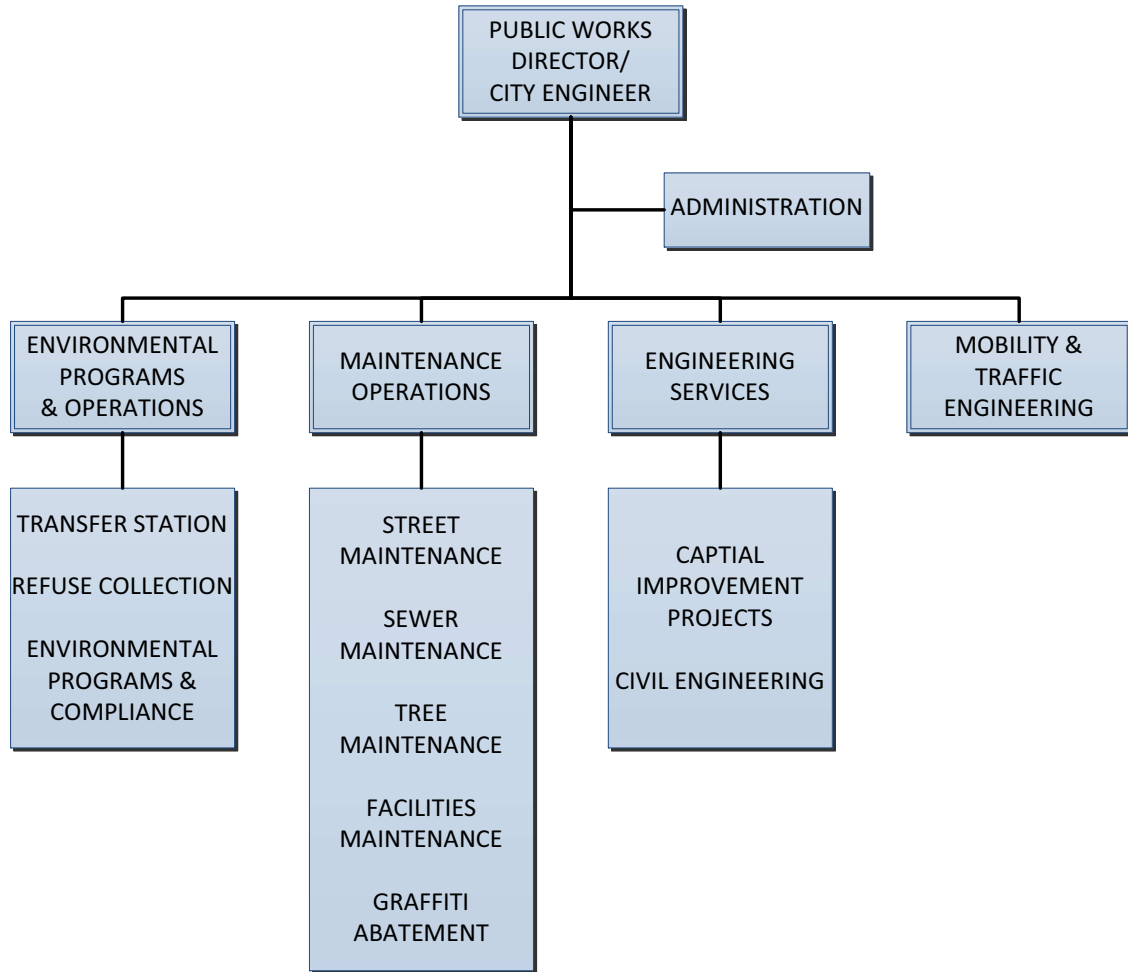 PUBLIC WORKS
DIRECTOR/
CITY ENGINEER
ADMINISTRATION
ENVIRONMENTAL
PROGRAMS
& OPERATIONS
MAINTENANCE
OPERATIONS
ENGINEERING
SERVICES
MOBILITY &
TRAFFIC
ENGINEERING
TRANSFER STATION
REFUSE COLLECTION
ENVIRONMENTAL
PROGRAMS &
COMPLIANCE
STREET
MAINTENANCE
SEWER
MAINTENANCE
TREE
MAINTENANCE
FACILITIES
MAINTENANCE
GRAFFITI
ABATEMENT
CAPTIAL
IMPROVEMENT
PROJECTS
CIVIL ENGINEERING